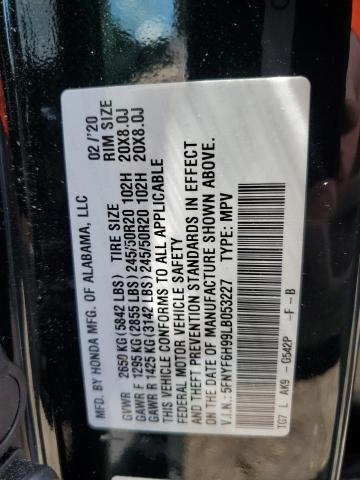 MFD. BY HONDA MFG. OF ALABAMA, LLC 02 / '20
GVWR 2650 KG (5842 LBS) TIRE SIZE RIM SIZE
GAWR F 1295 KG (2855 LBS) 245/50R20 102H 20X8.0J
GAWR R 1425 KG (3142 LBS) 245/50R20 102H 20X8.0J
THIS VEHICLE CONFORMS TO ALL APPLICABLE
FEDERAL MOTOR VEHICLE SAFETY
AND THEFT PREVENTION STANDARDS IN EFFECT
ON THE DATE OF MANUFACTURE SHOWN ABOVE.
V.I.N.: 5FNYF6H99LB053227 TYPE: MPV
TG7 L AK9 -G542P -F -B